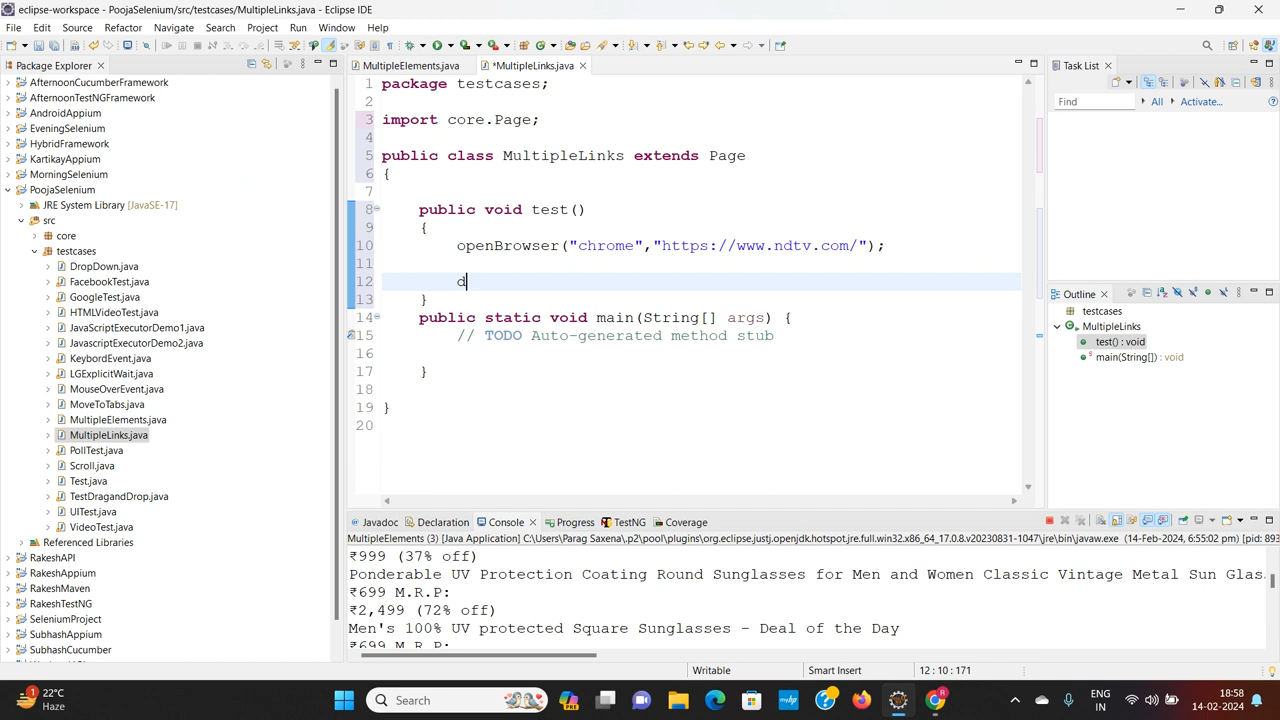 eclipse-workspace - PoojaSelenium/src/testcases/MultipleLinks.java - Eclipse IDE
File Edit Source Refactor Navigate Search Project Run Window Help
Package Explorer
AfternoonCucumberFramework
AfternoonTestNGFramework
AndroidAppium
EveningSelenium
HybridFramework
KartikayAppium
MorningSelenium
PoojaSelenium
JRE System Library [JavaSE-17]
src
core
testcases
DropDown.java
FacebookTest.java
GoogleTest.java
HTMLVideoTest.java
JavaScriptExecutorDemo1.java
JavascriptExecutorDemo2.java
KeybordEvent.java
LGExplicitWait.java
MouseOverEvent.java
MoveToTabs.java
MultipleElements.java
MultipleLinks.java
PollTest.java
Scroll.java
Test.java
TestDragandDrop.java
UITest.java
VideoTest.java
Referenced Libraries
RakeshAPI
RakeshAppium
RakeshMaven
RakeshTestNG
SeleniumProject
SubhashAppium
SubhashCucumber
MultipleElements.java *MultipleLinks.java
1 package testcases;
2
3 import core.Page;
4
5 public class MultipleLinks extends Page
6 {
7
8 public void test()
9 {
10 openBrowser("chrome","https://www.ndtv.com/");
11
12 d
13 }
14 public static void main(String[] args) {
15 // TODO Auto-generated method stub
16
17 }
18
19 }
20
Task List
Find All Activate...
Outline
testcases
MultipleLinks
test() : void
main(String[]) : void
Javadoc Declaration Console Progress TestNG Coverage
MultipleElements (3) [Java Application] C:\Users\Parag Saxena\.p2\pool\plugins\org.eclipse.justj.openjdk.hotspot.jre.full.win32.x86_64_17.0.8.v20230831-1047\jre\bin\javaw.exe (14-Feb-2024, 6:55:02 pm) [pid: 893
₹999 (37% off)
Ponderable UV Protection Coating Round Sunglasses for Men and Women Classic Vintage Metal Sun Glas
₹699 M.R.P:
₹2,499 (72% off)
Men's 100% UV protected Square Sunglasses - Deal of the Day
₹699 M.R.P:
Writable Smart Insert 12 : 10 : 171
22°C
Haze
Search
ENG
IN
18:58
14-02-2024